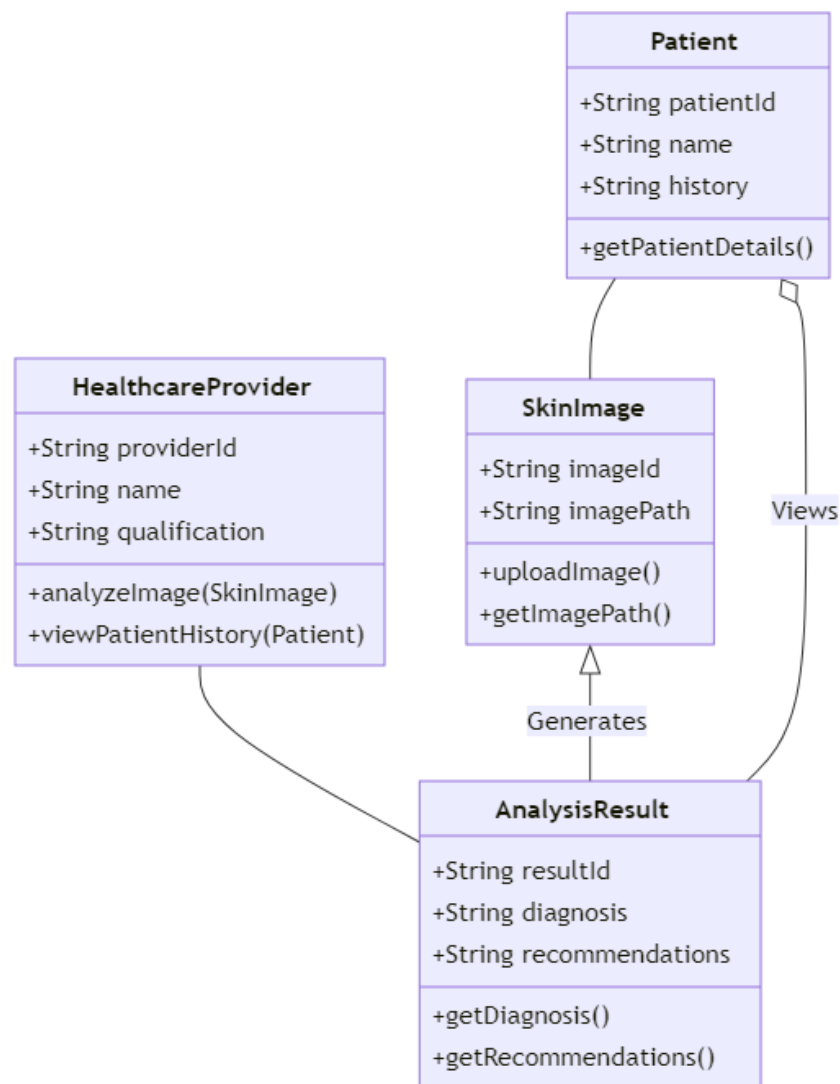 Patient
+String patientId
+String name
+String history
+getPatientDetails()
HealthcareProvider
+String providerId
+String name
+String qualification
+analyzeImage(SkinImage)
+viewPatientHistory(Patient)
SkinImage
+String imageId
+String imagePath
+uploadImage()
+getImagePath()
Views
Generates
AnalysisResult
+String resultId
+String diagnosis
+String recommendations
+getDiagnosis()
+getRecommendations()